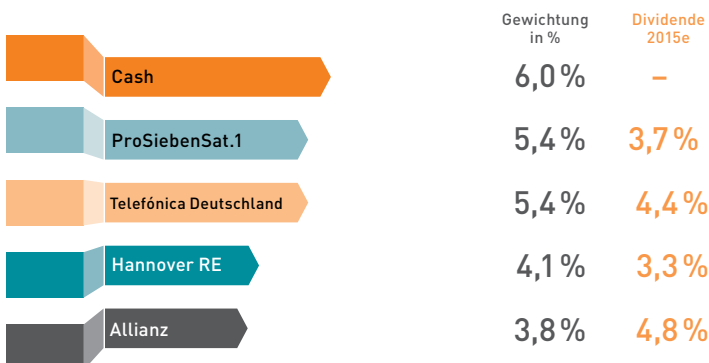 Gewichtung Dividende
in % 2015e
Cash 6,0 % –
ProSiebenSat.1 5,4 % 3,7 %
Telefónica Deutschland 5,4 % 4,4 %
Hannover RE 4,1 % 3,3 %
Allianz 3,8 % 4,8 %